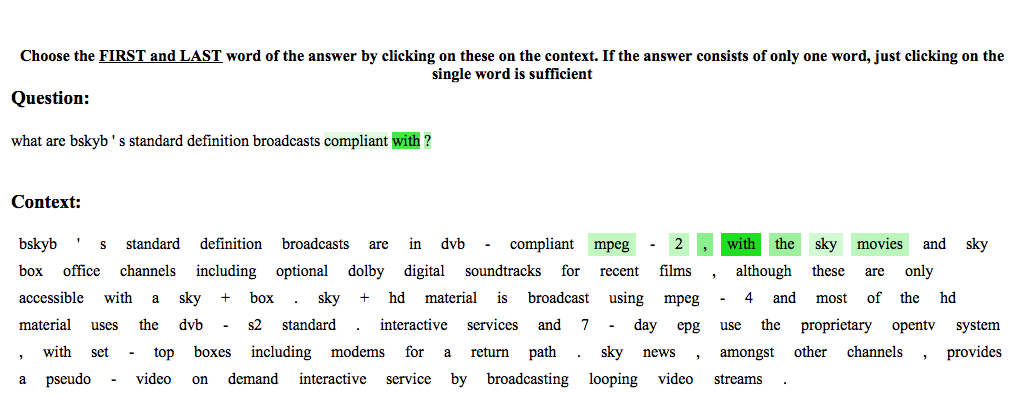 Choose the FIRST and LAST word of the answer by clicking on these on the context. If the answer consists of only one word, just clicking on the
single word is sufficient
Question:
what are bskyb ' s standard definition broadcasts compliant with ?
Context:
bskyb ' s standard definition broadcasts are in dvb - compliant mpeg - 2 , with the sky movies and sky
box office channels including optional dolby digital soundtracks for recent films , although these are only
accessible with a sky + box . sky + hd material is broadcast using mpeg - 4 and most of the hd
material uses the dvb - s2 standard . interactive services and 7 - day epg use the proprietary opentv system
, with set - top boxes including modems for a return path . sky news , amongst other channels , provides
a pseudo - video on demand interactive service by broadcasting looping video streams .